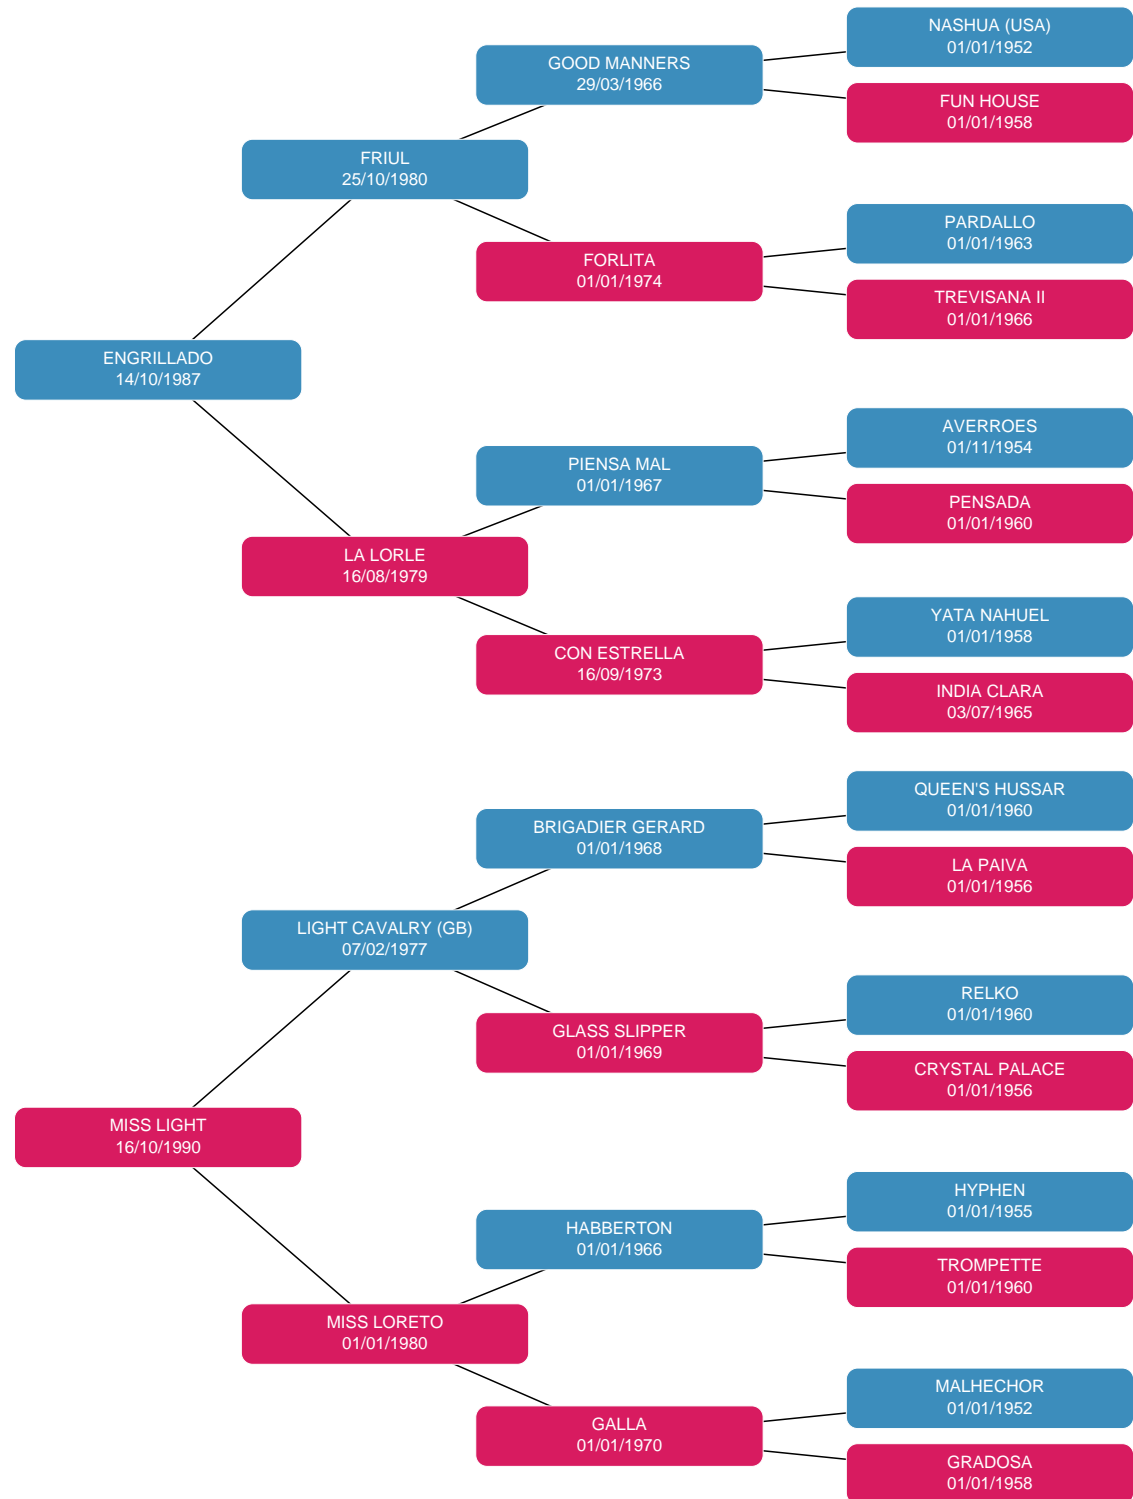 NASHUA (USA)
01/01/1952
GOOD MANNERS
29/03/1966
FUN HOUSE
01/01/1958
FRIUL
25/10/1980
PARDALLO
01/01/1963
FORLITA
01/01/1974
TREVISANA II
01/01/1966
ENGRILLADO
14/10/1987
AVERROES
01/11/1954
PIENSA MAL
01/01/1967
PENSADA
01/01/1960
LA LORLE
16/08/1979
YATA NAHUEL
01/01/1958
CON ESTRELLA
16/09/1973
INDIA CLARA
03/07/1965
QUEEN'S HUSSAR
01/01/1960
BRIGADIER GERARD
01/01/1968
LA PAIVA
01/01/1956
LIGHT CAVALRY (GB)
07/02/1977
RELKO
01/01/1960
GLASS SLIPPER
01/01/1969
CRYSTAL PALACE
01/01/1956
MISS LIGHT
16/10/1990
HYPHEN
01/01/1955
HABBERTON
01/01/1966
TROMPETTE
01/01/1960
MISS LORETO
01/01/1980
MALHECHOR
01/01/1952
GALLA
01/01/1970
GRADOSA
01/01/1958